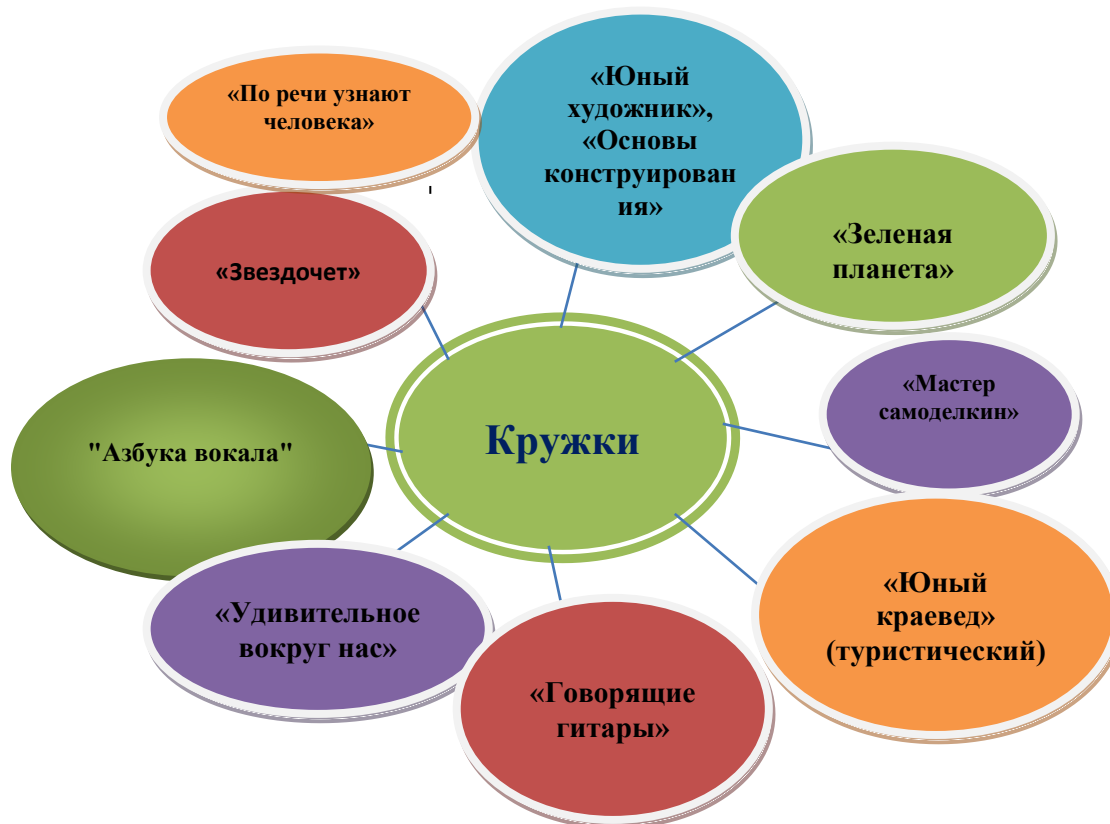 «По речи узнают
человека»
«Юный
художник»,
«Основы
конструирован
ия»
«Зеленая
планета»
«Звездочет»
«Мастер
самоделкин»
Кружки
"Азбука вокала"
«Юный
краевед»
(туристический)
«Удивительное
вокруг нас»
«Говорящие
гитары»